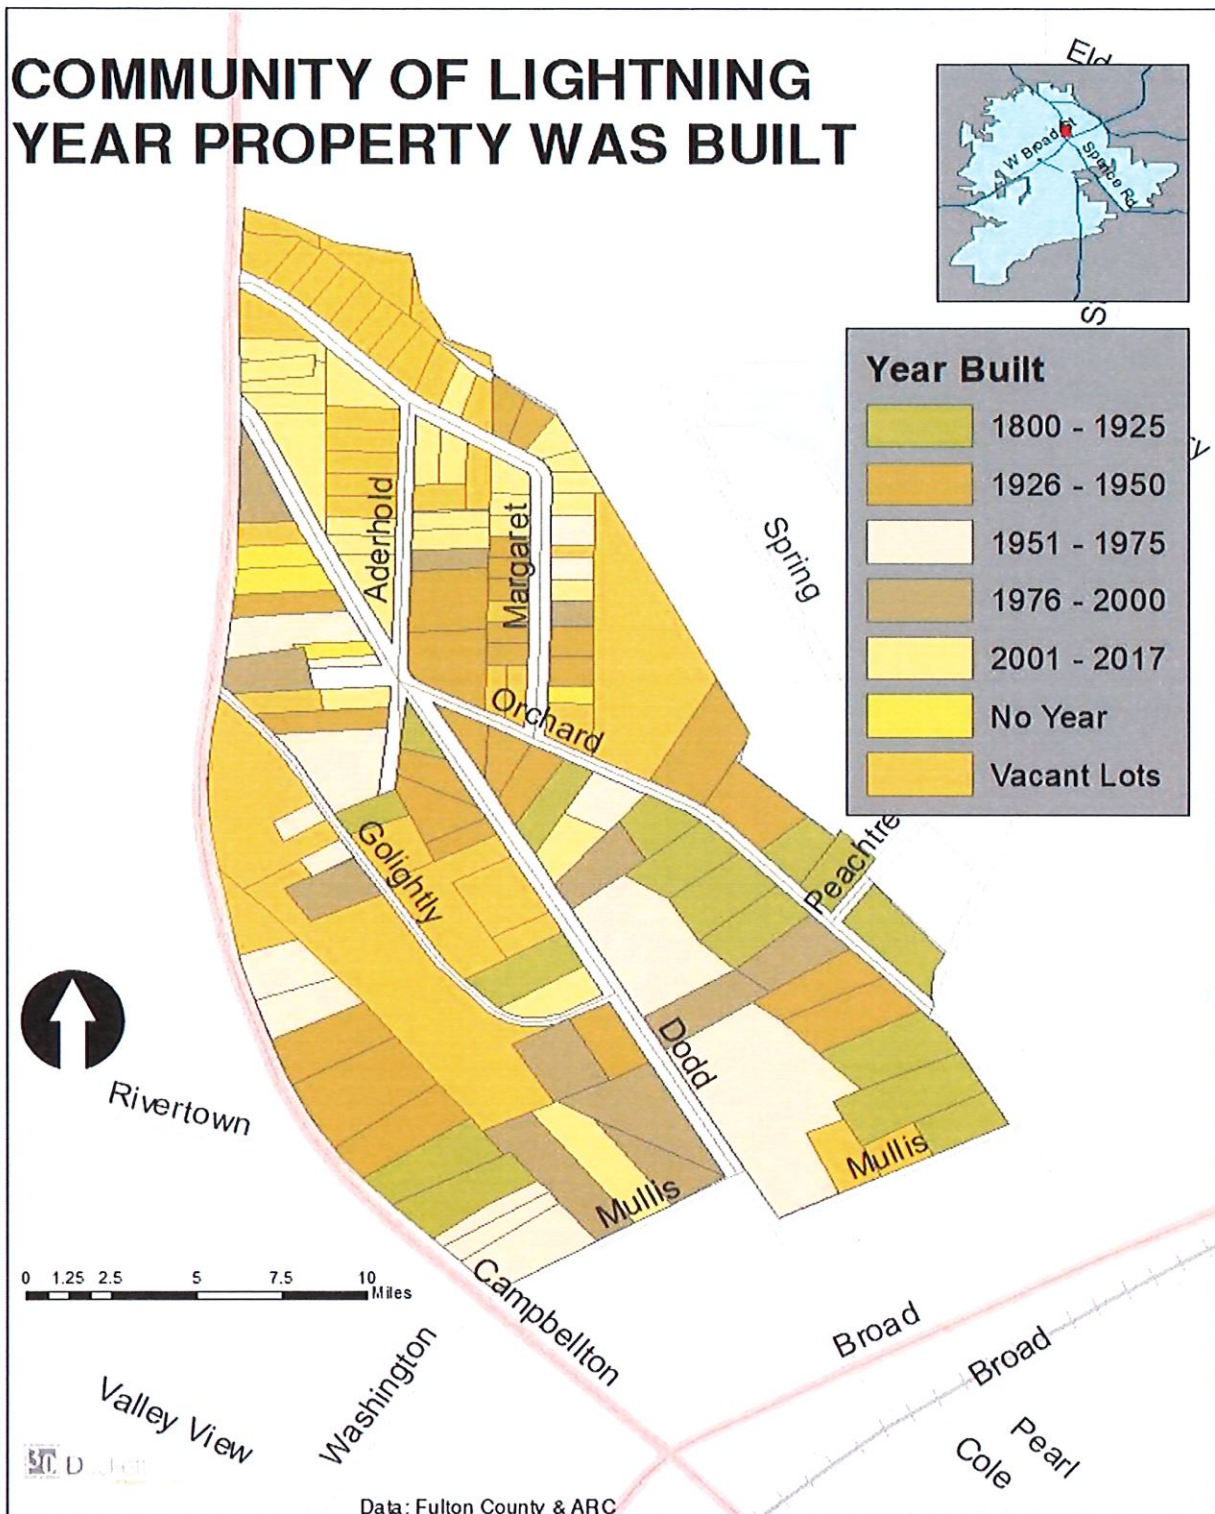 COMMUNITY OF LIGHTNING
YEAR PROPERTY WAS BUILT
W Broad St
Spence Rd
Year Built
1800 - 1925
1926 - 1950
1951 - 1975
1976 - 2000
2001 - 2017
No Year
Vacant Lots
Aderhold
Margaret
Spring
Orchard
Golightly
Dodd
Rivertown
Mullis
Mullis
0 1.25 2.5 5 7.5 10
Miles
Campbellton
Broad
Broad
Washington
Valley View
Pearl
Cole
Data: Fulton County & ARC